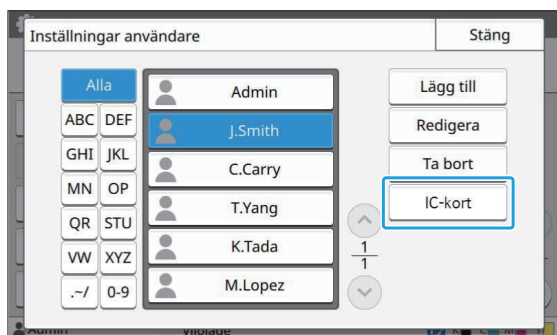 Inställningar användare
Stäng
Alla
ABC DEF
GHI JKL
MN OP
QR STU
VW XYZ
.~/ 0-9
Admin
J.Smith
C.Carry
T.Yang
K.Tada
M.Lopez
1
1
Lägg till
Redigera
Ta bort
IC-kort
Admin